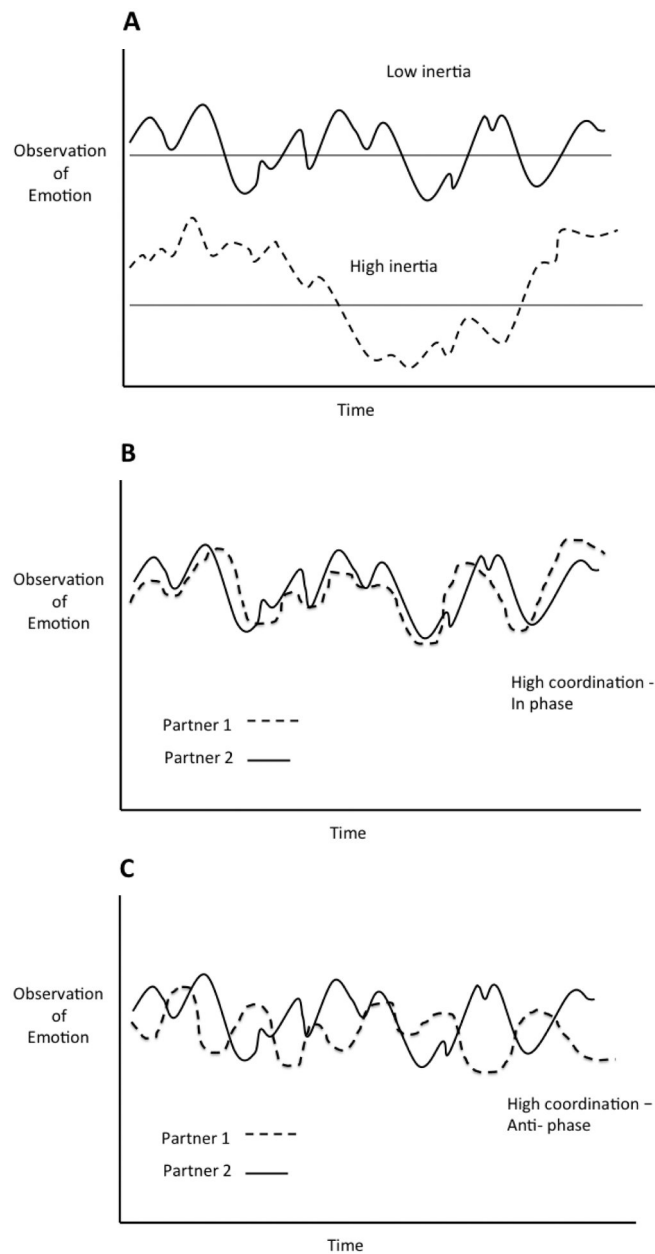 A
Low inertia
Observation
of
Emotion
High inertia
Time
B
Observation
of
Emotion
High coordination -
In phase
Partner 1
Partner 2
Time
C
Observation
of
Emotion
High coordination –
Anti- phase
Partner 1
Partner 2
Time